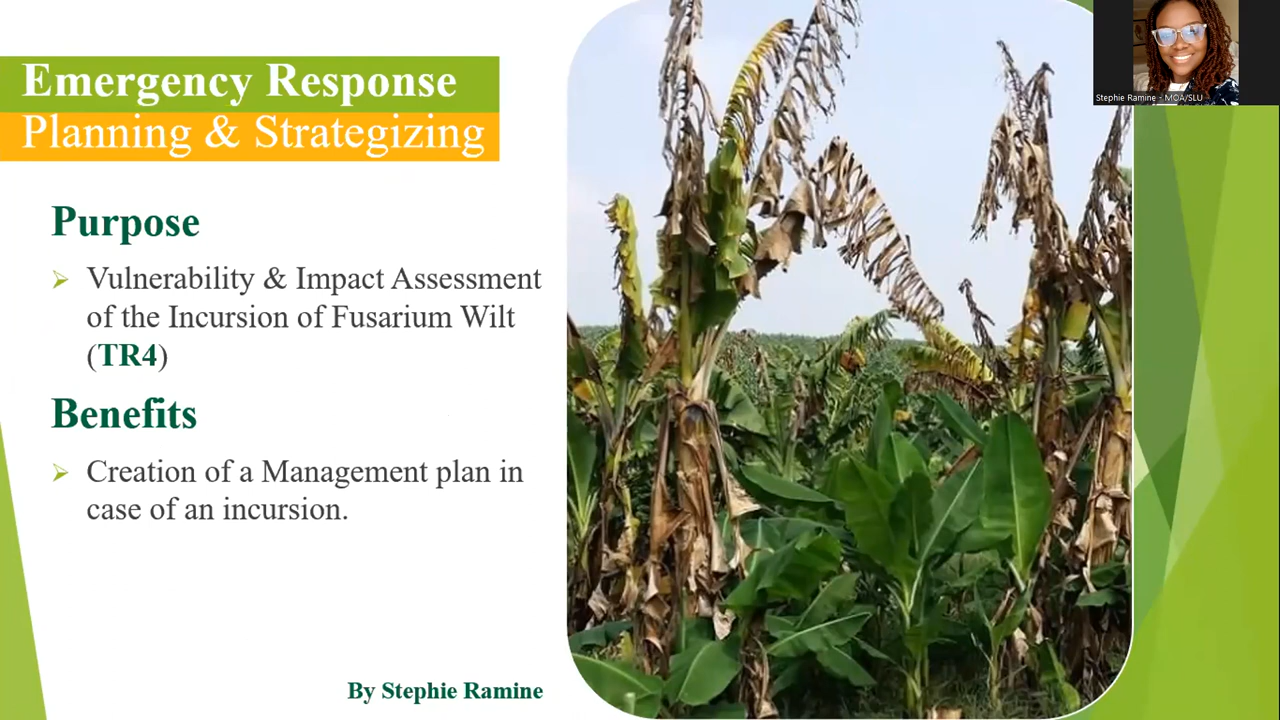 Emergency Response
Planning & Strategizing
Purpose
Vulnerability & Impact Assessment
of the Incursion of Fusarium Wilt
(TR4)
Benefits
Creation of a Management plan in
case of an incursion.
By Stephie Ramine
Stephie Ramine - MOA/SLU